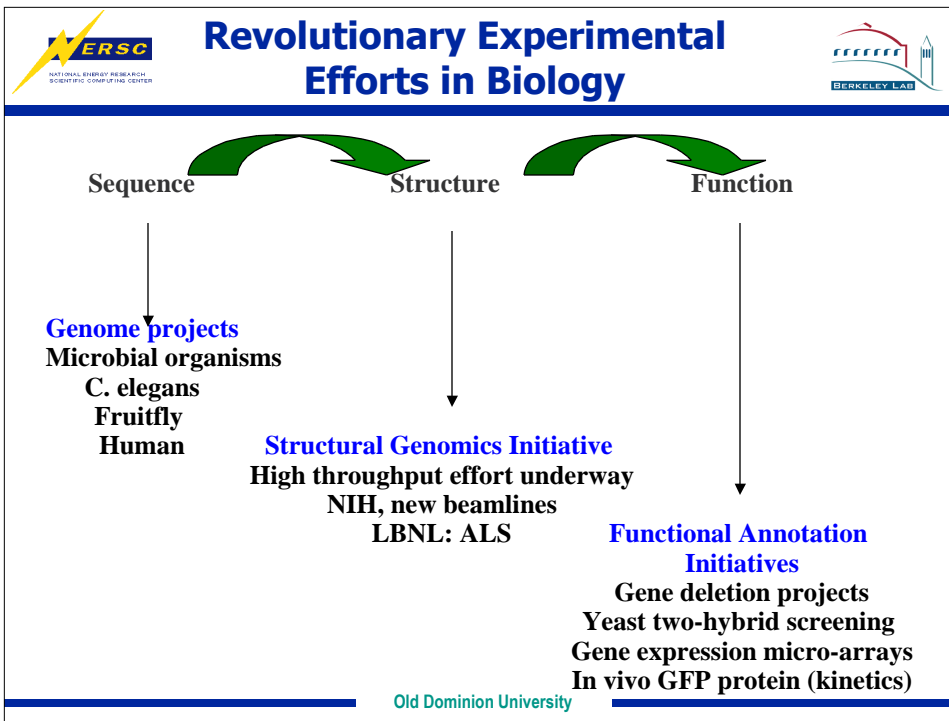 NERSC
NATIONAL ENERGY RESEARCH
SCIENTIFIC COMPUTING CENTER
Revolutionary Experimental
Efforts in Biology
BERKELEY LAB
Sequence Structure Function
Genome projects
Microbial organisms
C. elegans
Fruitfly
Human
Structural Genomics Initiative
High throughput effort underway
NIH, new beamlines
LBNL: ALS
Functional Annotation
Initiatives
Gene deletion projects
Yeast two-hybrid screening
Gene expression micro-arrays
In vivo GFP protein (kinetics)
Old Dominion University